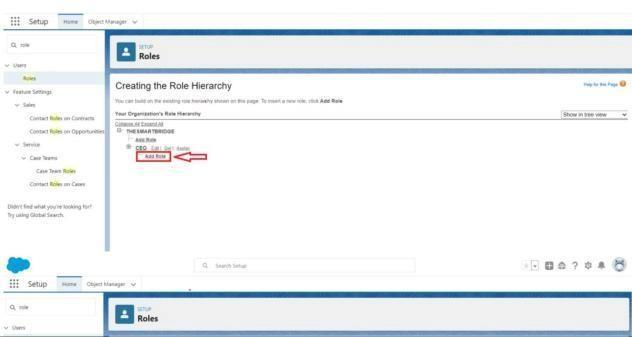 Setup Home Object Manager
role
SETUP
Roles
Users
Roles
Feature Settings
Sales
Contact Roles on Contracts
Contact Roles on Opportunities
Service
Case Teams
Case Team Roles
Contact Roles on Cases
Didn't find what you're looking for?
Try using Global Search.
Creating the Role Hierarchy
Help for this Page
You can build on the existing role hierarchy shown on this page. To insert a new role, click Add Role
Your Organization's Role Hierarchy
Show in tree view
Collapse All Expand All
THESMARTBRIDGE
Add Role
CEO Edit | Del | Assign
Add Role
Search Setup
Setup Home Object Manager
role
SETUP
Roles
Users